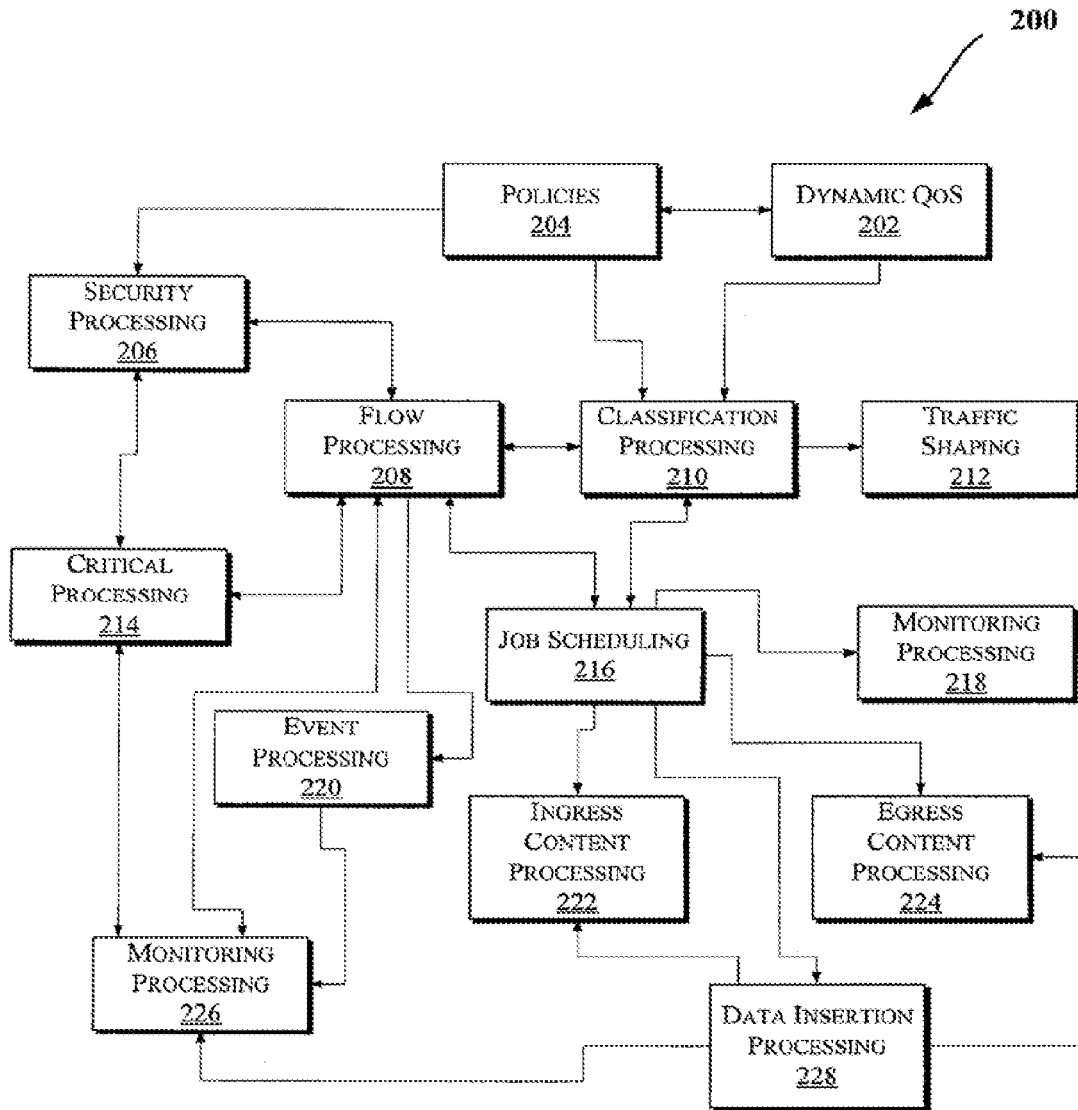 200
POLICIES
204
DYNAMIC QOS
202
SECURITY
PROCESSING
206
FLOW
PROCESSING
208
CLASSIFICATION
PROCESSING
210
TRAFFIC
SHAPING
212
CRITICAL
PROCESSING
214
JOB SCHEDULING
216
MONITORING
PROCESSING
218
EVENT
PROCESSING
220
INGRESS
CONTENT
PROCESSING
222
EGRESS
CONTENT
PROCESSING
224
MONITORING
PROCESSING
226
DATA INSERTION
PROCESSING
228